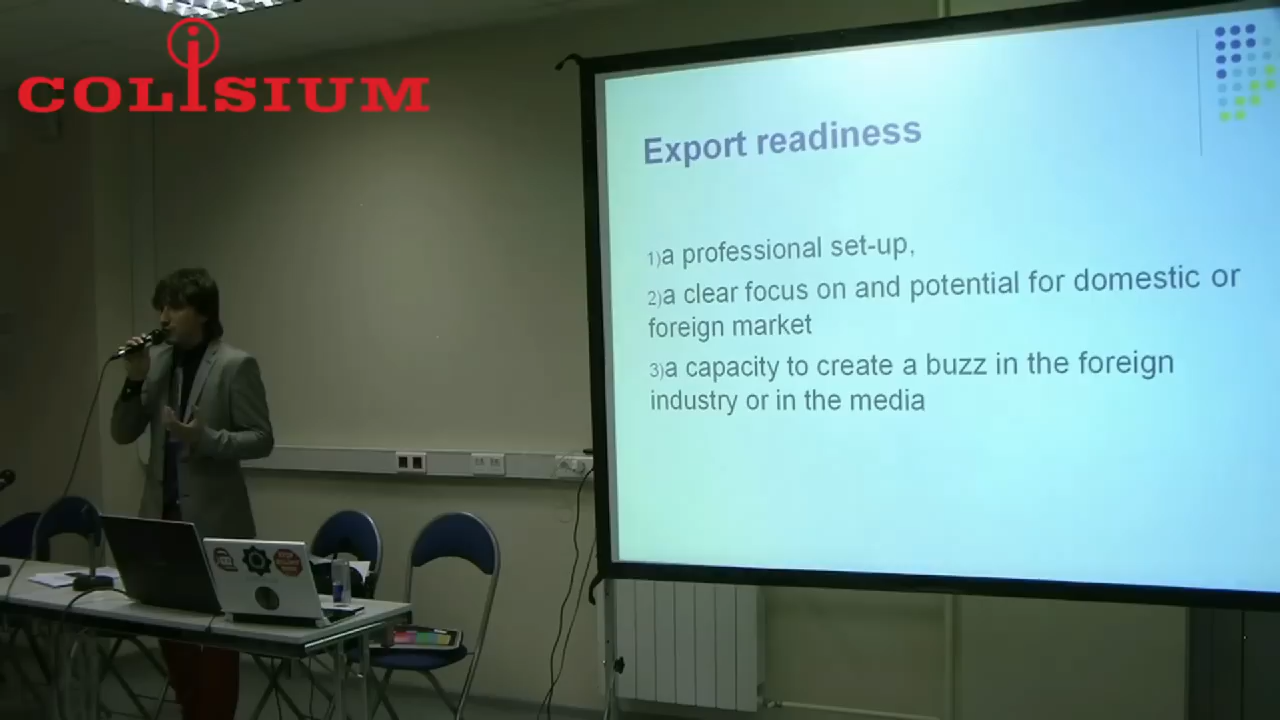 COLISIUM
Export readiness
1)a professional set-up,
2)a clear focus on and potential for domestic or
foreign market
3)a capacity to create a buzz in the foreign
industry or in the media